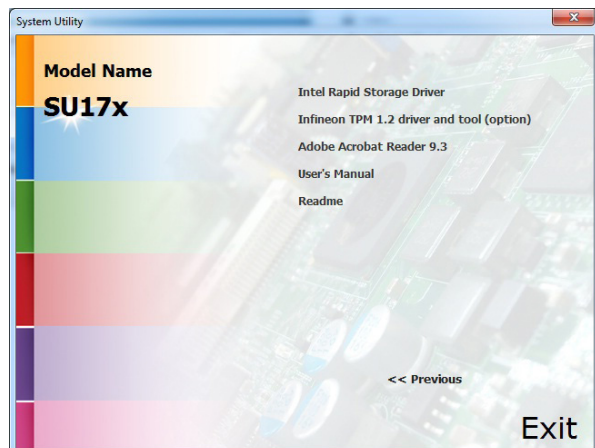 System Utility
Model Name
SU17x
Intel Rapid Storage Driver
Infineon TPM 1.2 driver and tool (option)
Adobe Acrobat Reader 9.3
User's Manual
Readme
<< Previous
Exit